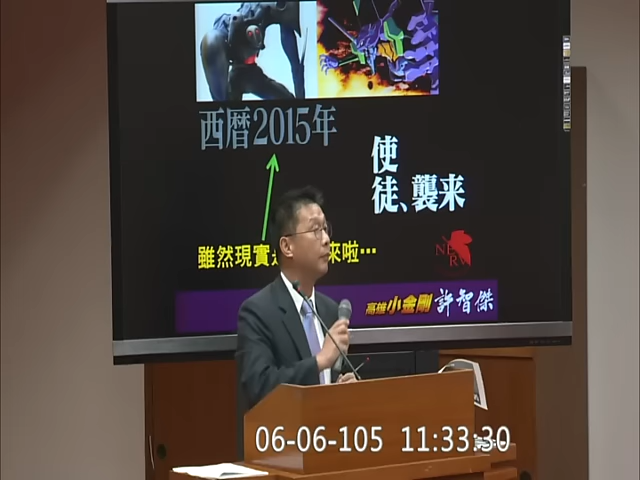 西暦2015年
使
徒、襲来
雖然現實
來啦…
NERV
高雄小金剛 許智傑
06-06-105 11:33:30